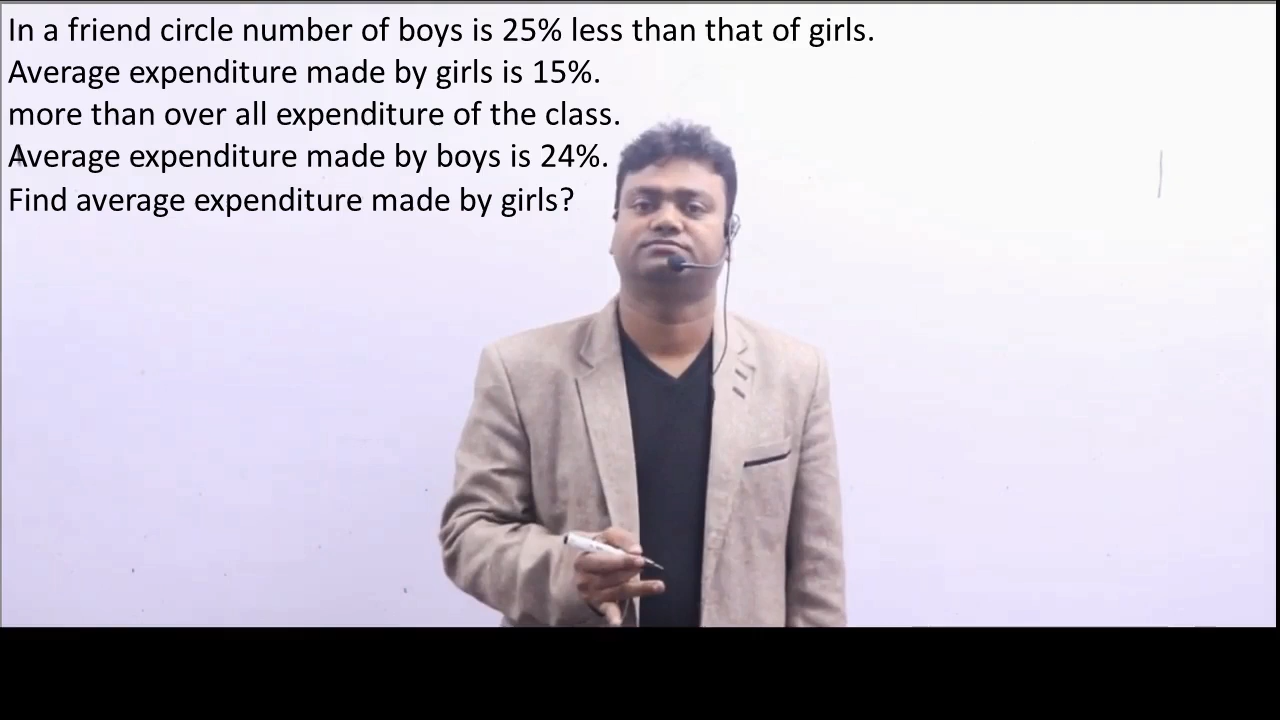 In a friend circle number of boys is 25% less than that of girls.
Average expenditure made by girls is 15%.
more than over all expenditure of the class.
Average expenditure made by boys is 24%.
Find average expenditure made by girls?